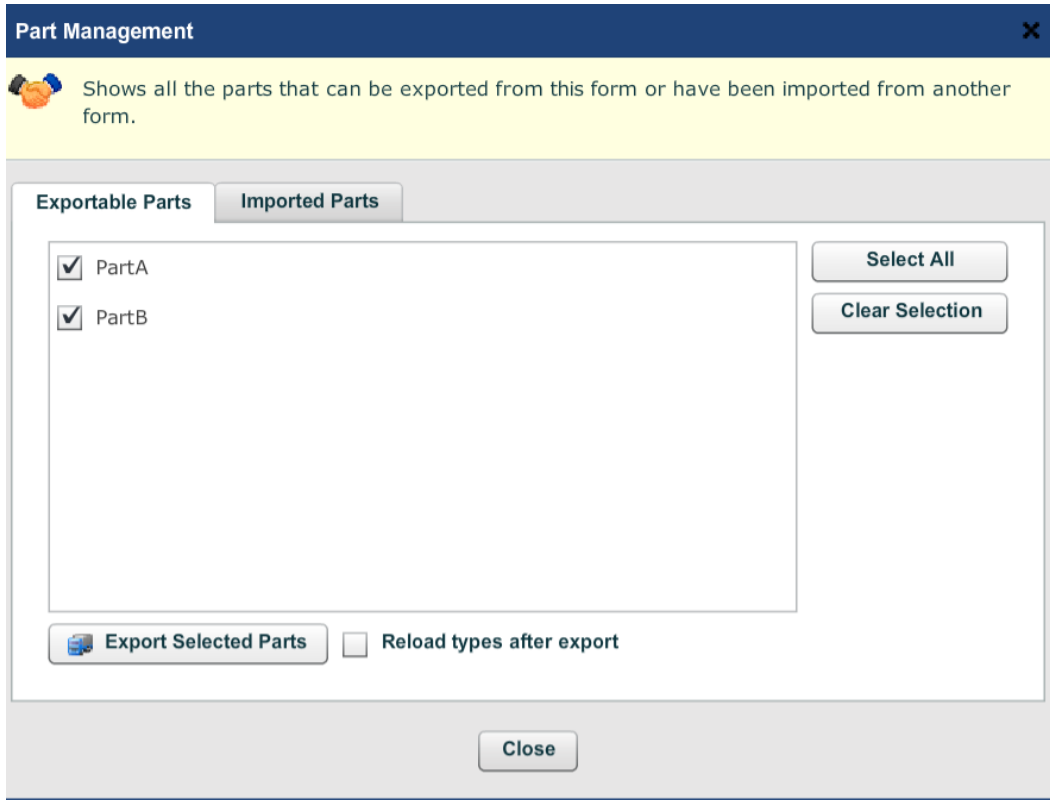 Part Management
Shows all the parts that can be exported from this form or have been imported from another
form.
Exportable Parts
Imported Parts
PartA
PartB
Select All
Clear Selection
Export Selected Parts
Reload types after export
Close